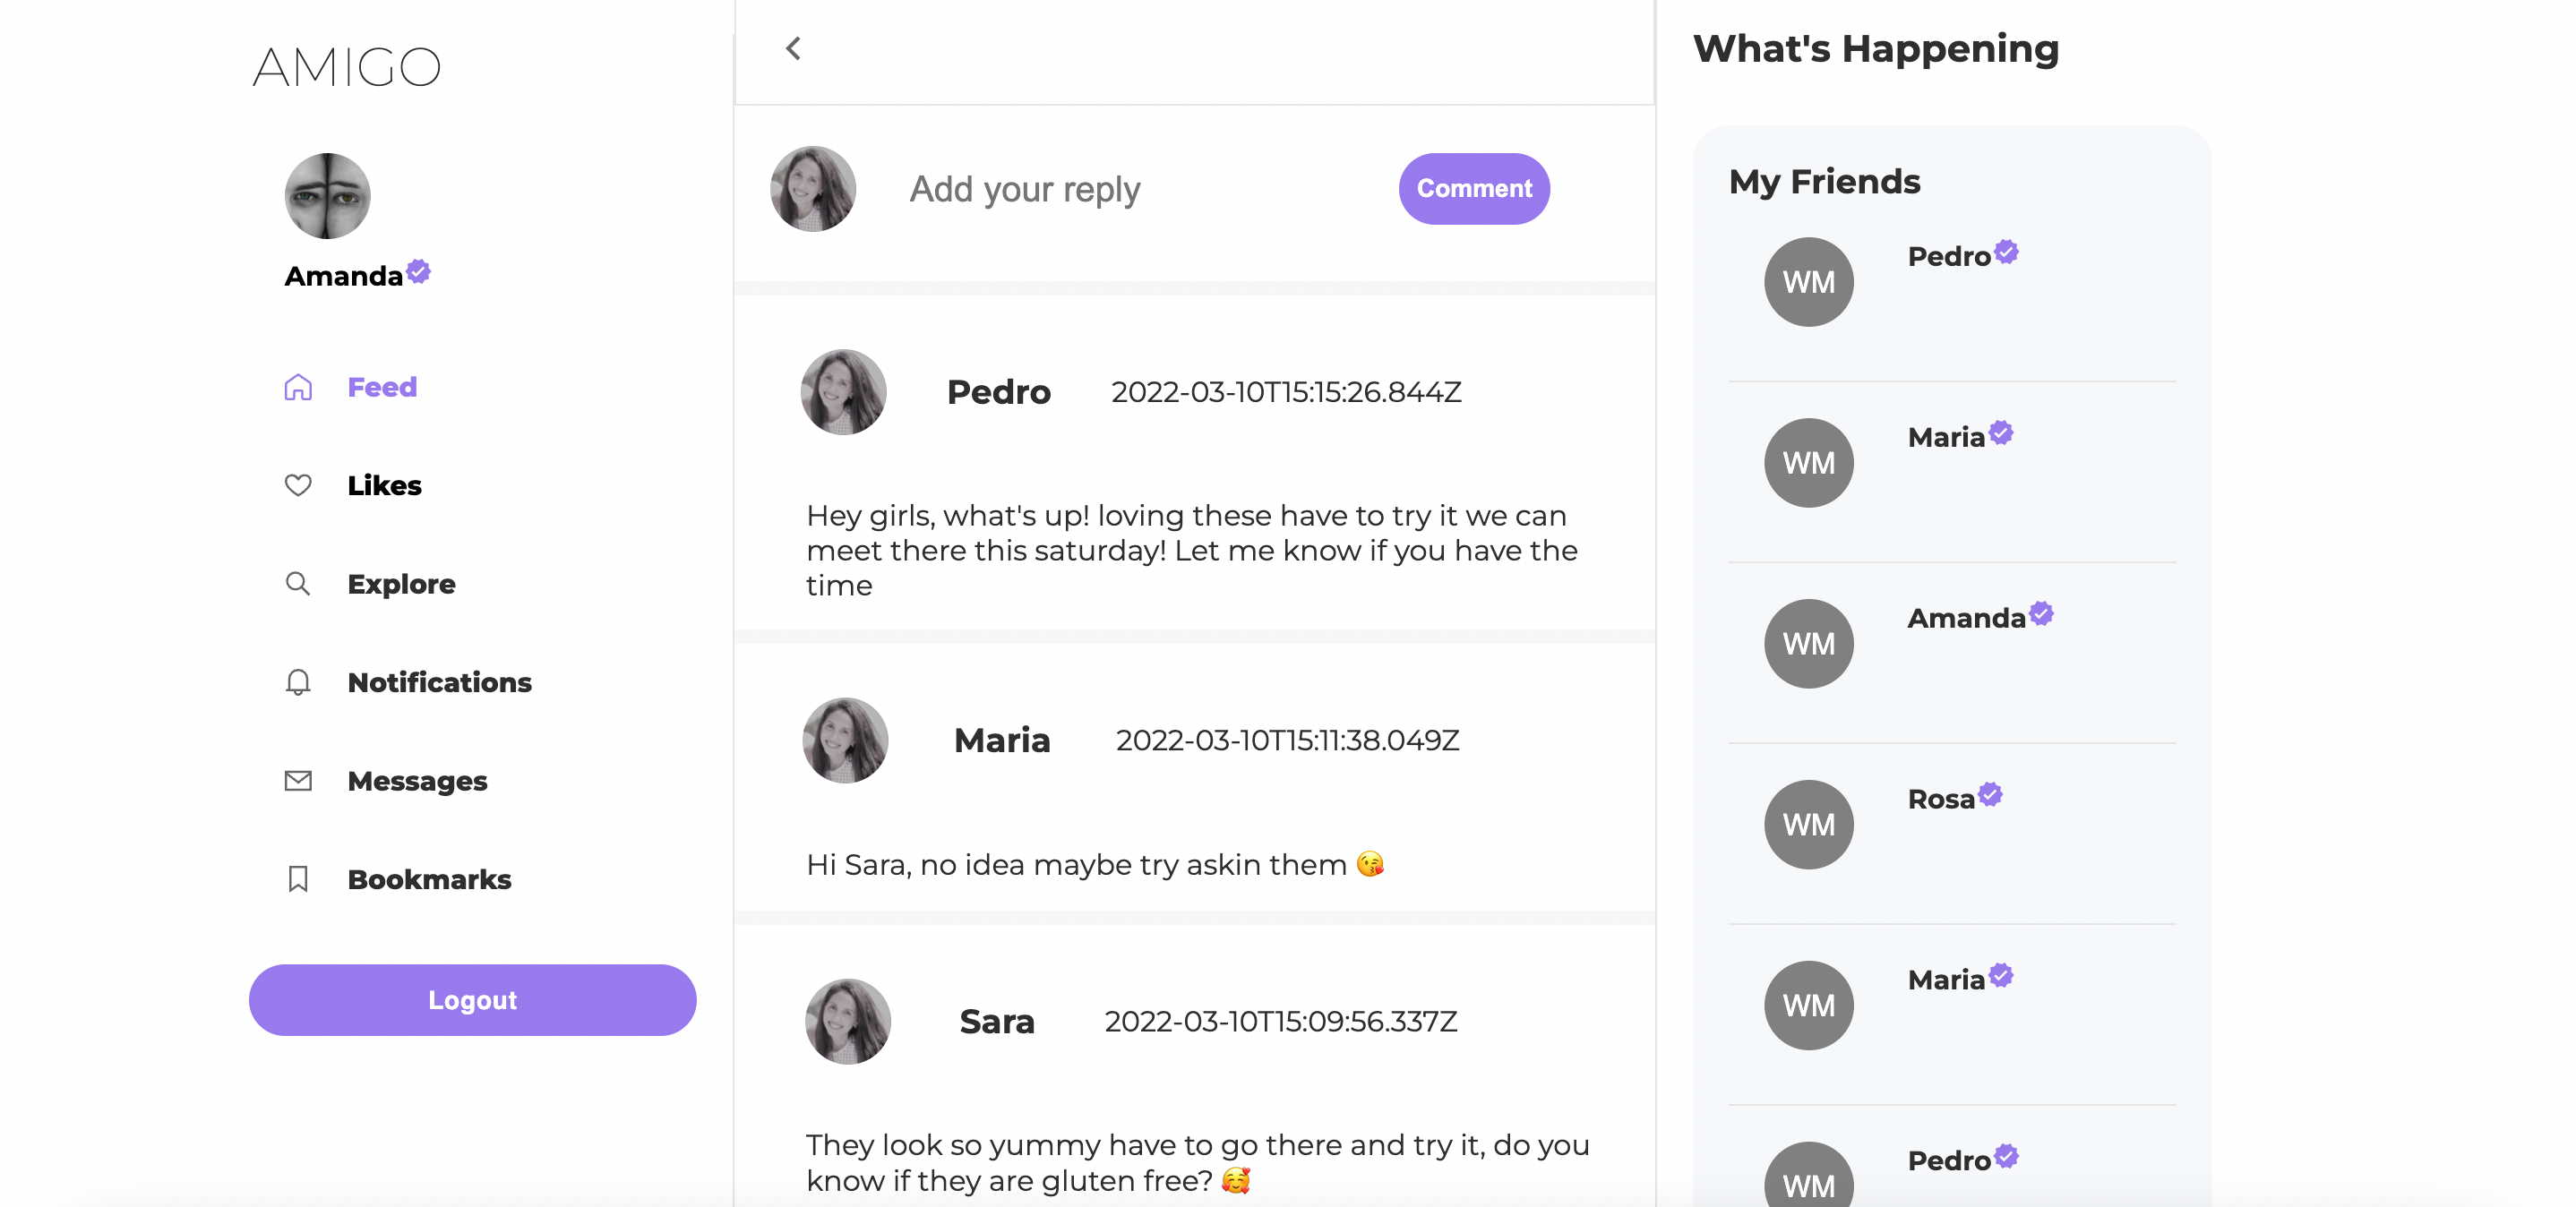 AMIGO
Amanda
Feed
Likes
Explore
Notifications
Messages
Bookmarks
Logout
Add your reply
Comment
Pedro
2022-03-10T15:15:26.844Z
Hey girls, what's up! loving these have to try it we can
meet there this saturday! Let me know if you have the
time
Maria
2022-03-10T15:11:38.049Z
Hi Sara, no idea maybe try askin them 😘
Sara
2022-03-10T15:09:56.337Z
They look so yummy have to go there and try it, do you
know if they are gluten free? 🥰
What's Happening
My Friends
WM
Pedro
WM
Maria
WM
Amanda
WM
Rosa
WM
Maria
WM
Pedro